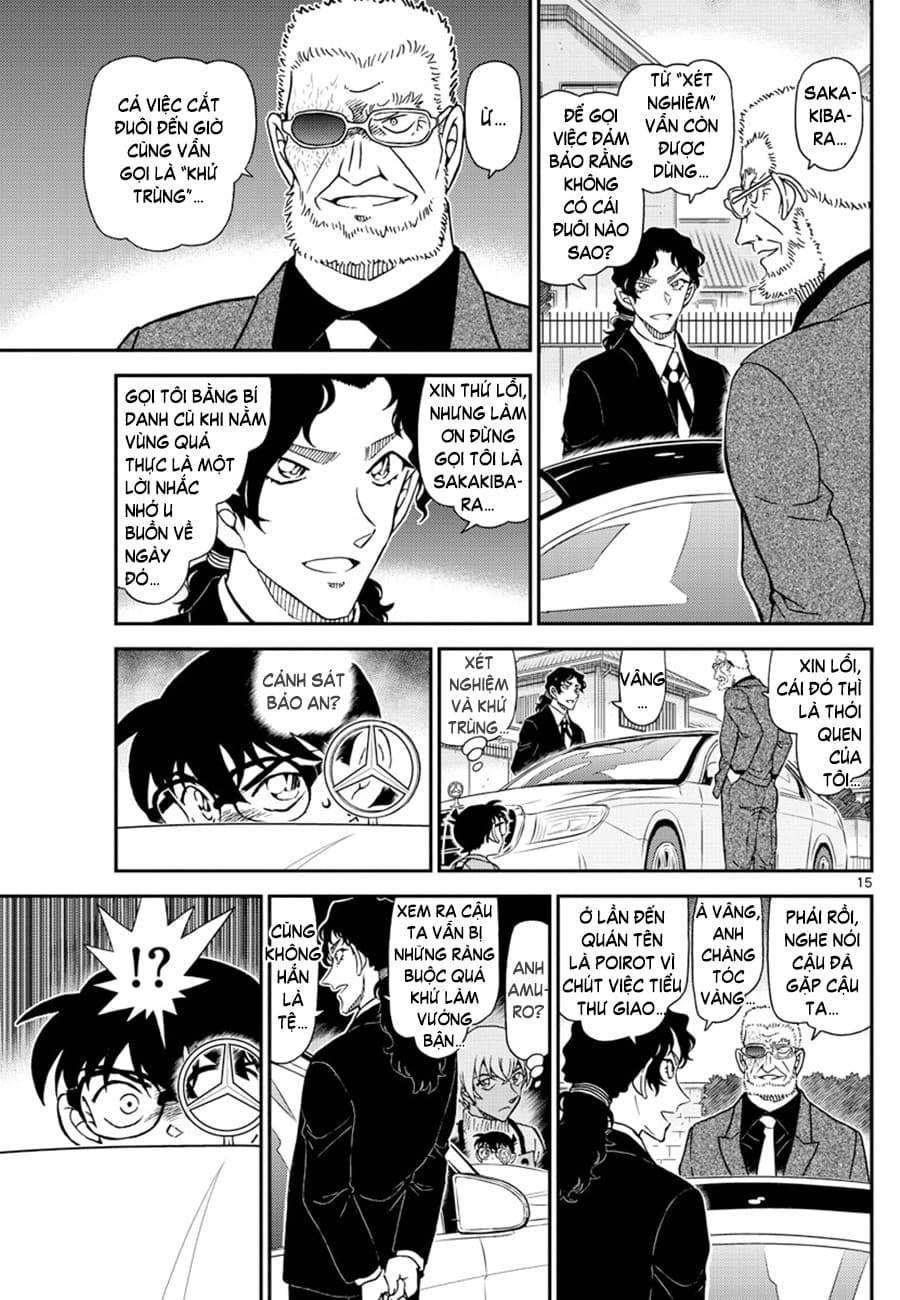 SAKA-
KIBA-
RA...
TỪ "XÉT
NGHIỆM"
VẪN CÒN
ĐƯỢC
DÙNG...
ĐỂ GỌI
VIỆC ĐẢM
BẢO RẰNG
KHÔNG
CÓ CÁI
ĐUÔI NÀO
SAO?
Ừ...
CẢ VIỆC CẮT
ĐUÔI ĐẾN GIỜ
CŨNG VẪN
GỌI LÀ "KHỬ
TRÙNG"...
XIN THỨ LỖI,
NHƯNG LÀM
ƠN ĐỪNG
GỌI TÔI LÀ
SAKAKIBA-
RA...
GỌI TÔI BẰNG BÍ
DANH CŨ KHI NẰM
VÙNG QUẢ
THỰC LÀ MỘT
LỜI NHẮC
NHỞ U
BUỒN VỀ
NGÀY
ĐÓ...
XIN LỖI,
CÁI ĐÓ THÌ
LÀ THÓI
QUEN
CỦA
TÔI...
VÂNG
...
XÉT
NGHIỆM
VÀ KHỬ
TRÙNG...
CẢNH SÁT
BẢO AN?
15
PHẢI RỒI,
NGHE NÓI
CẬU ĐÃ
GẶP CẬU
TA...
À VÂNG,
ANH
CHÀNG
TÓC
VÀNG...
Ở LẦN ĐẾN
QUÁN TÊN
LÀ POIROT VÌ
CHÚT VIỆC TIỂU
THƯ GIAO...
ANH
AMU-
RO?
XEM RA CẬU
TA VẪN BỊ
NHỮNG RÀNG
BUỘC QUÁ
KHỨ LÀM
VƯỚNG
BẬN...
CŨNG
KHÔNG
HẲN
LÀ
TỆ...
!?